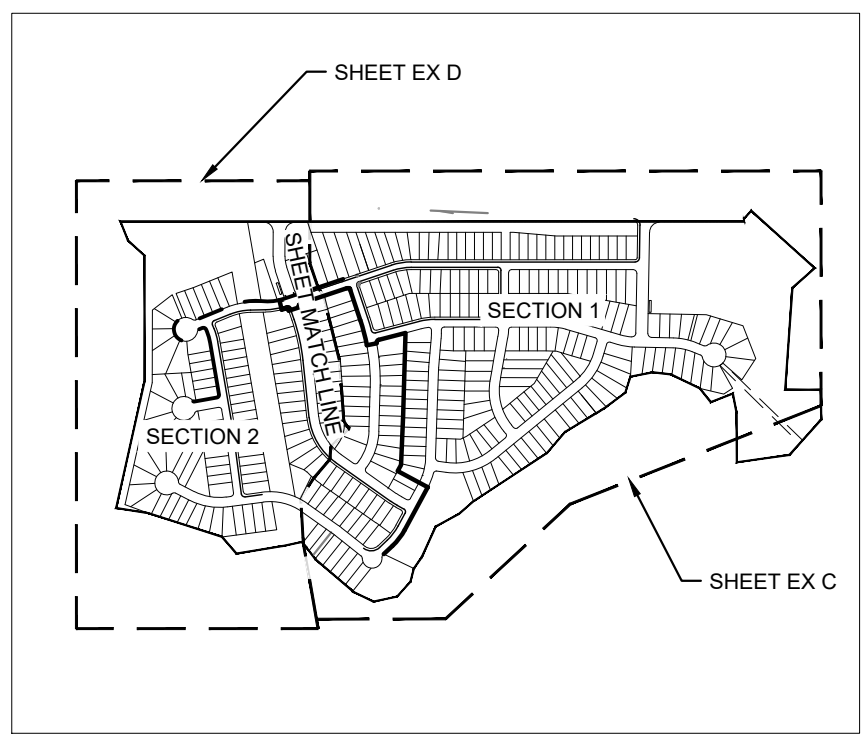 SHEET EX D
SHEET MATCH LINE
SECTION 1
SECTION 2
SHEET EX C